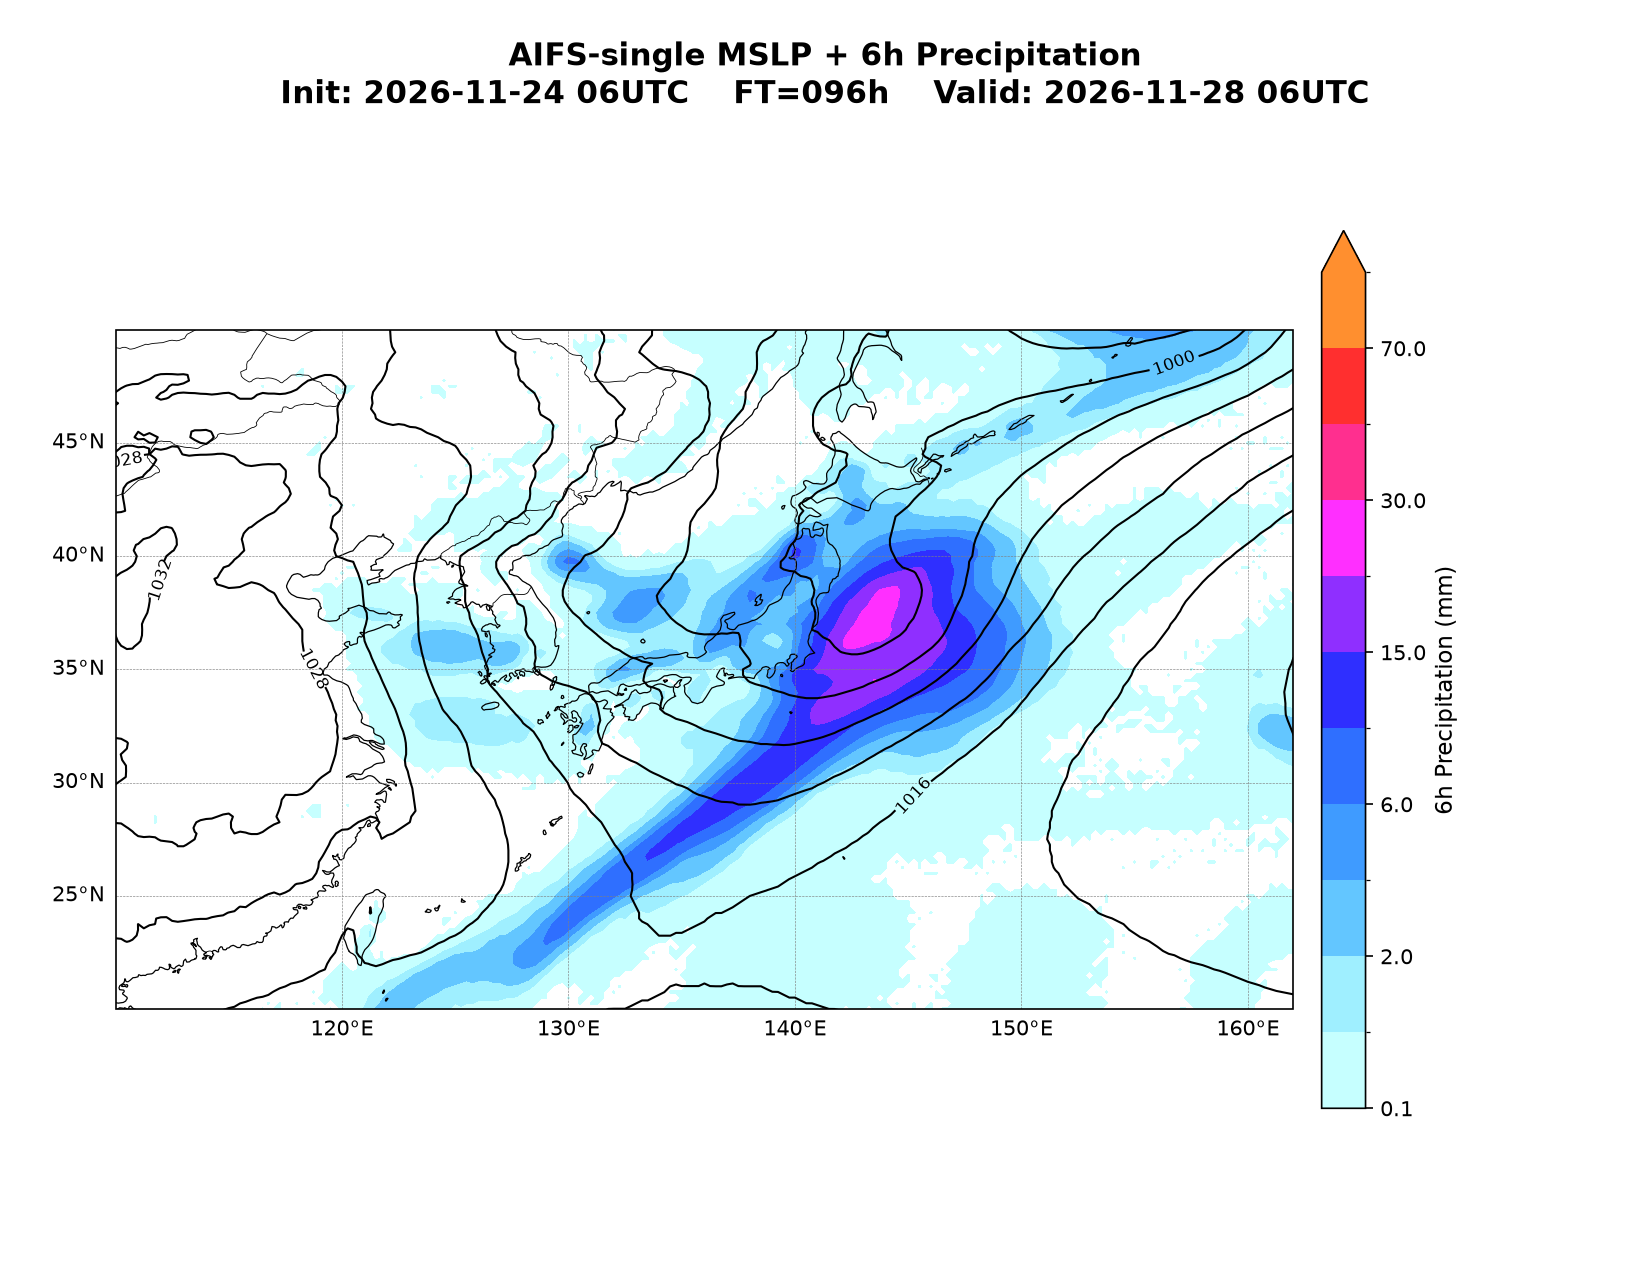 AIFS-single MSLP + 6h Precipitation
Init: 2026-11-24 06UTC    FT=096h    Valid: 2026-11-28 06UTC
70.0
30.0
15.0
6.0
2.0
0.1
6h Precipitation (mm)
45°N
40°N
35°N
30°N
25°N
120°E
130°E
140°E
150°E
160°E
1000
028
1032
1028
1016